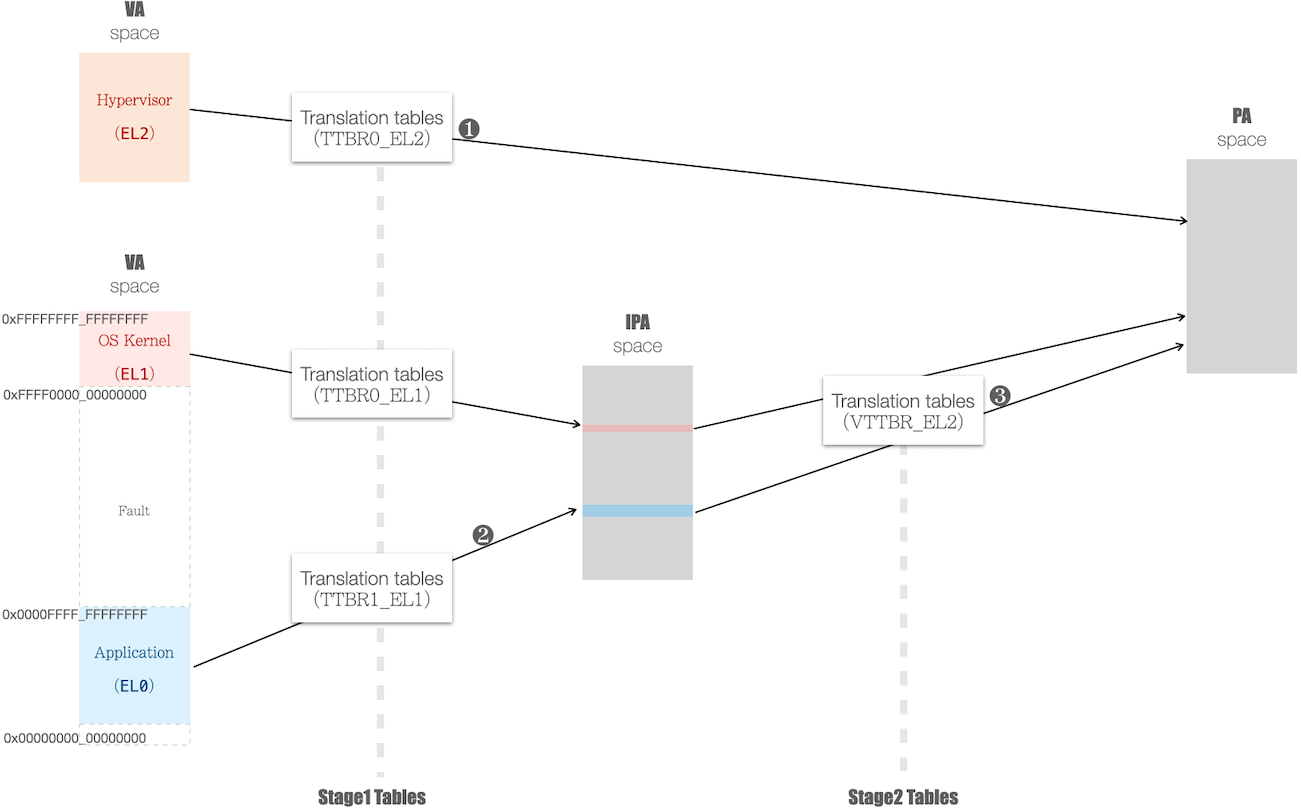 VA
space
Hypervisor
(EL2)
Translation tables
(TTBR0_EL2)
❶
PA
space
VA
space
0xFFFFFFFF_FFFFFFFF
OS Kernel
(EL1)
0xFFFF0000_00000000
Translation tables
(TTBR0_EL1)
IPA
space
Translation tables
(VTTBR_EL2)
❸
Fault
❷
Translation tables
(TTBR1_EL1)
0x0000FFFF_FFFFFFFF
Application
(EL0)
0x00000000_00000000
Stage1 Tables
Stage2 Tables